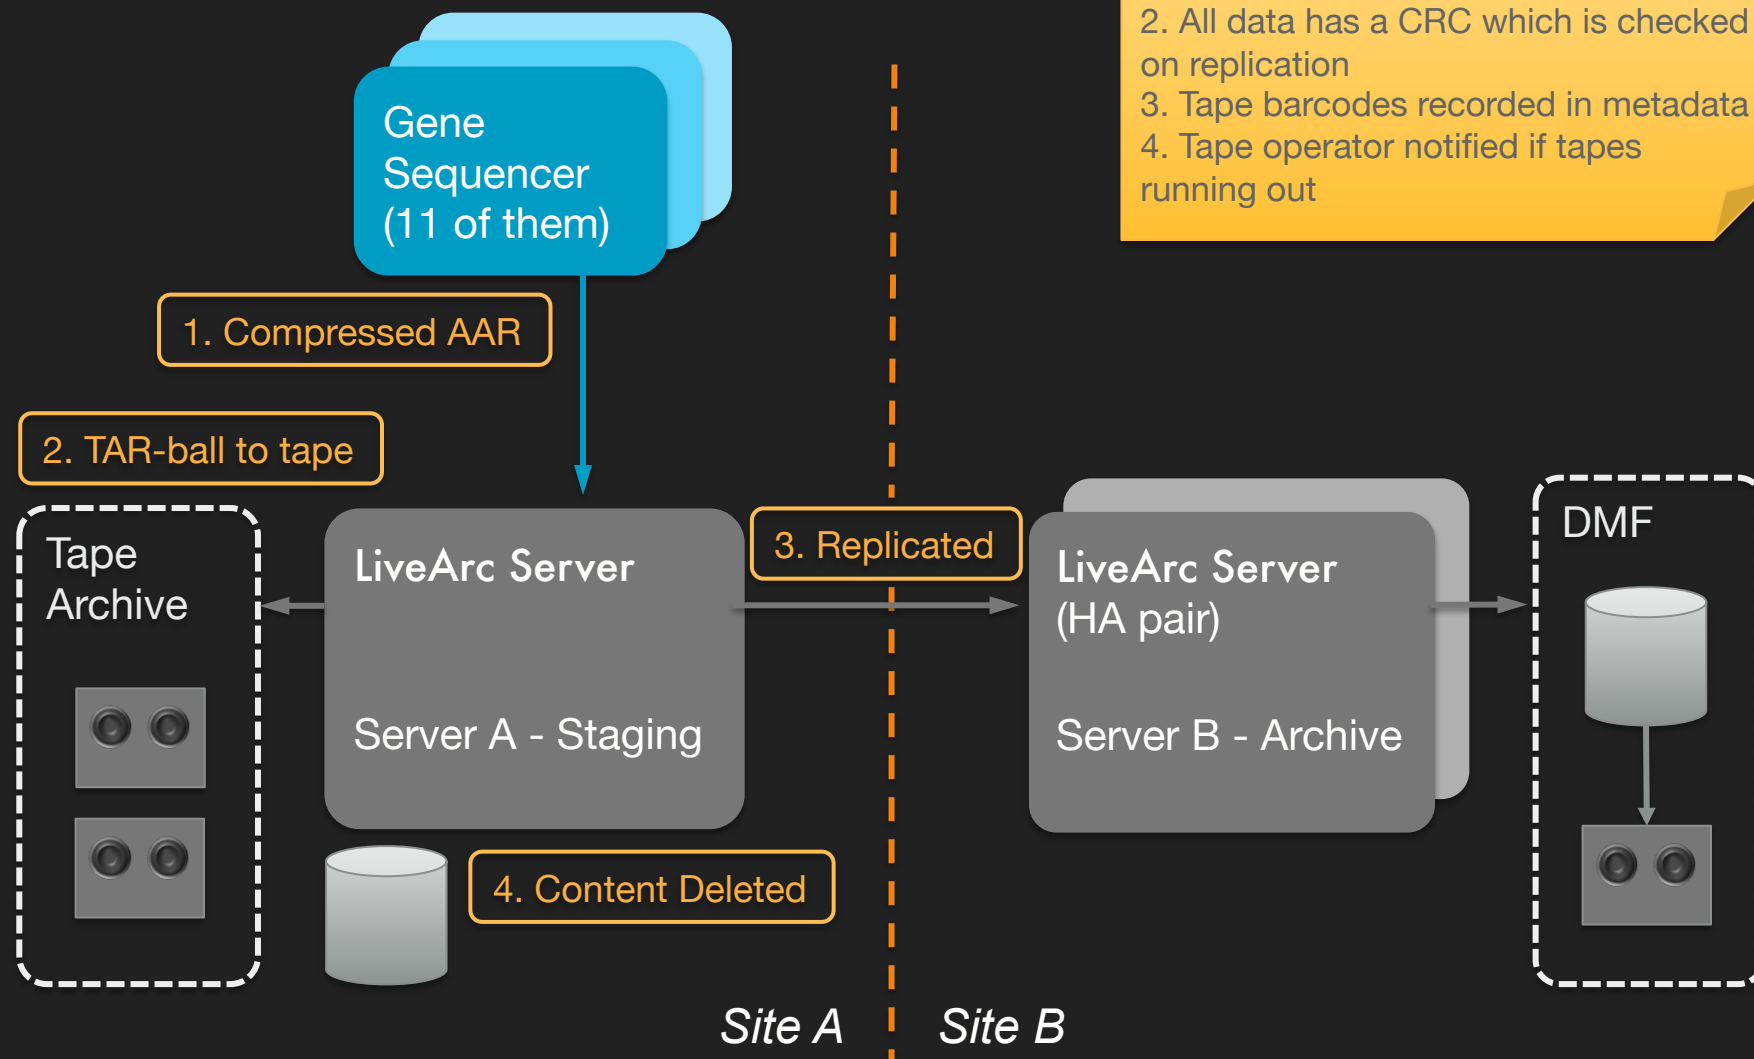 2. All data has a CRC which is checked
on replication
3. Tape barcodes recorded in metadata
4. Tape operator notified if tapes
running out
Gene
Sequencer
(11 of them)
1. Compressed AAR
2. TAR-ball to tape
Tape
Archive
LiveArc Server
Server A - Staging
3. Replicated
LiveArc Server
(HA pair)
Server B - Archive
DMF
4. Content Deleted
Site A
Site B